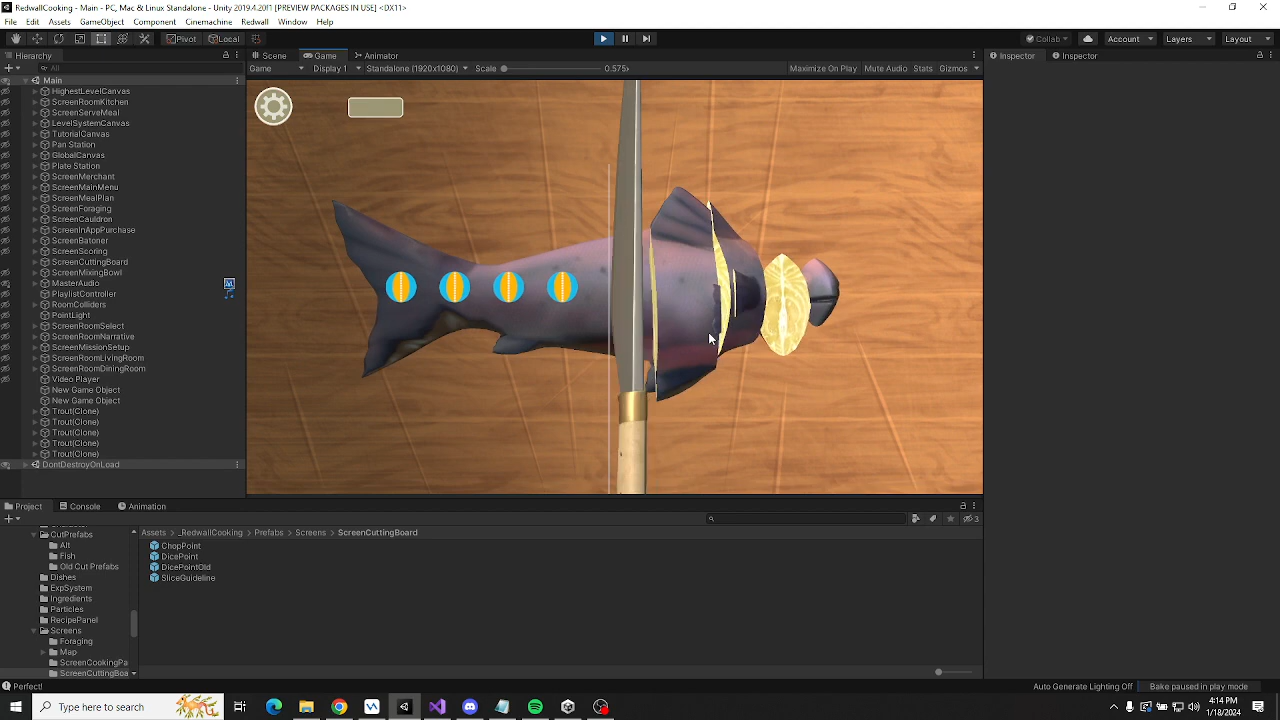 RedwallCooking - Main - PC, Mac & Linux Standalone - Unity 2019.4.20f1 [PREVIEW PACKAGES IN USE] <DX11>
File Edit Assets GameObject Component Cinemachine Redwall Window Help
Pivot Local Collab Account Layers Layout
Hierarchy Scene Game Animator Inspector Inspector
All Game Display 1 Standalone (1920x1080) Scale 0.575x Maximize On Play Mute Audio Stats Gizmos
Main
HighestLevelCanvas
ScreenRoomKitchen
ScreenServeMeal
LevelSystemCanvas
TutorialCanvas
Pan Station
GlobalCanvas
Plate Station
ScreenMerchant
ScreenMainMenu
ScreenMealPlan
ScreenForaging
ScreenCauldron
ScreenInAppPurchase
ScreenBatoner
ScreenScoring
ScreenCuttingBoard
ScreenMixingBowl
MasterAudio
PlaylistController
RoomColliders
PointLight
ScreenRoomSelect
ScreenRoomNarrative
ScreenMissionSetup
ScreenRoomLivingRoom
ScreenRoomDiningRoom
Video Player
New Game Object
New Game Object
Trout(Clone)
Trout(Clone)
Trout(Clone)
Trout(Clone)
Trout(Clone)
DontDestroyOnLoad
Project Console Animation
3
CutPrefabs
Alt
Fish
Old Cut Prefabs
Dishes
ExpSystem
Ingredients
Particles
RecipePanel
Screens
Foraging
Map
ScreenCookingPa
ScreenCuttingBoa
Assets > _RedwallCooking > Prefabs > Screens > ScreenCuttingBoard
ChopPoint
DicePoint
DicePointOld
SliceGuideline
Perfect! Auto Generate Lighting Off Bake paused in play mode
Type here to search
4:14 PM
1/18/2024